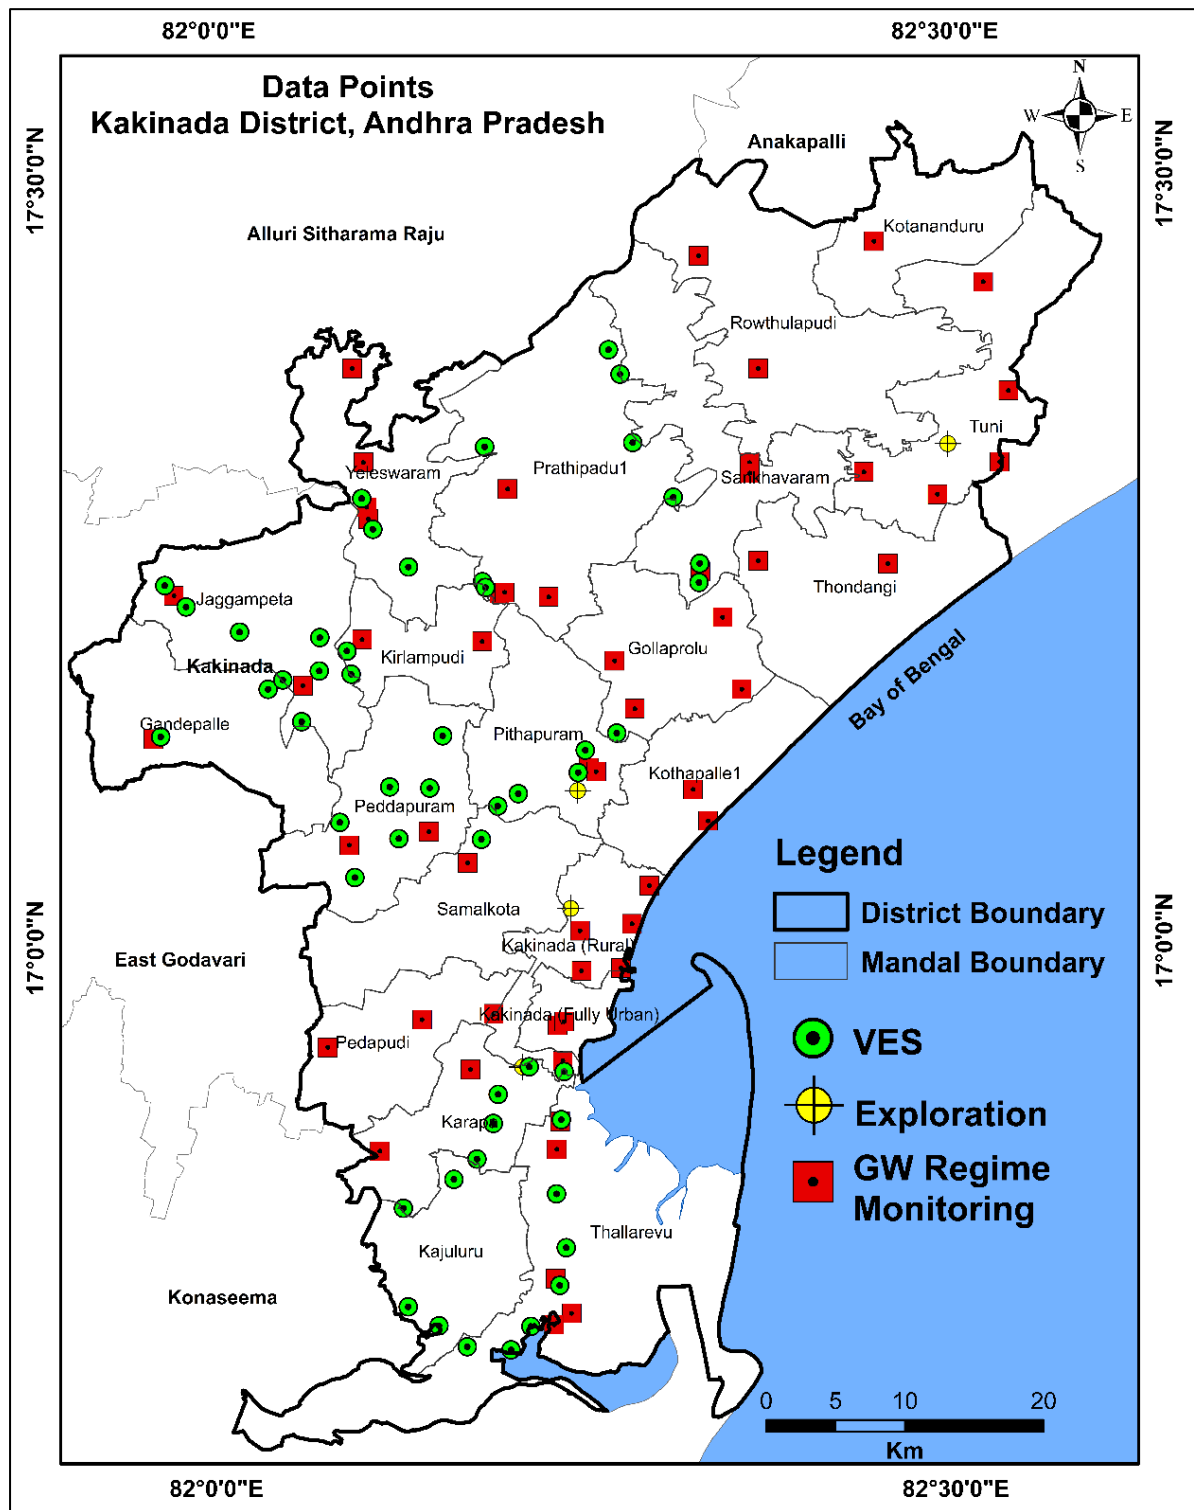 82°0'0"E
82°30'0"E
Data Points
Kakinada District, Andhra Pradesh
N
W
E
S
17°30'0"N
17°30'0"N
Anakapalli
Alluri Sitharama Raju
Kotananduru
Rowthulapudi
Tuni
Prathipadu1
Yeleswaram
Sankhavaram
Thondangi
Jaggampeta
Kirlampudi
Gollaprolu
Kakinada
Gandepalle
Pithapuram
Bay of Bengal
Kothapalle1
Peddapuram
Samalkota
Kakinada (Rural)
East Godavari
17°0'0"N
17°0'0"N
Kakinada (Fully Urban)
Pedapudi
Karapa
Thallarevu
Kajuluru
Konaseema
Legend
District Boundary
Mandal Boundary
VES
Exploration
GW Regime
Monitoring
0
5
10
20
Km
82°0'0"E
82°30'0"E